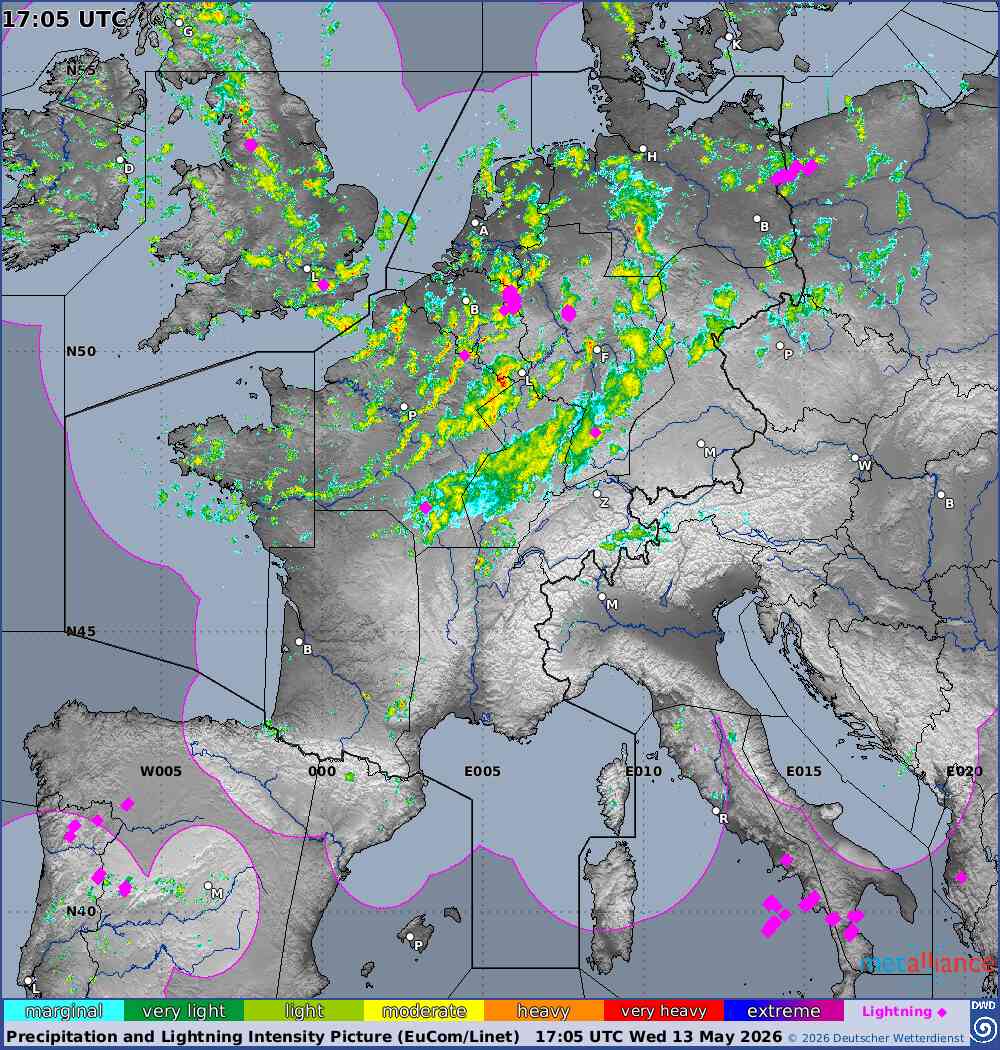 17:05 UTC
G
K
N55
D
H
A
B
L
B
N50
F
P
L
P
M
W
Z
B
M
N45
B
W005
000
E005
E010
E015
E020
R
M
N40
P
L
metalliance
marginal very light light moderate heavy very heavy extreme Lightning
DWD
Precipitation and Lightning Intensity Picture (EuCom/Linet) 17:05 UTC Wed 13 May 2026 © 2026 Deutscher Wetterdienst